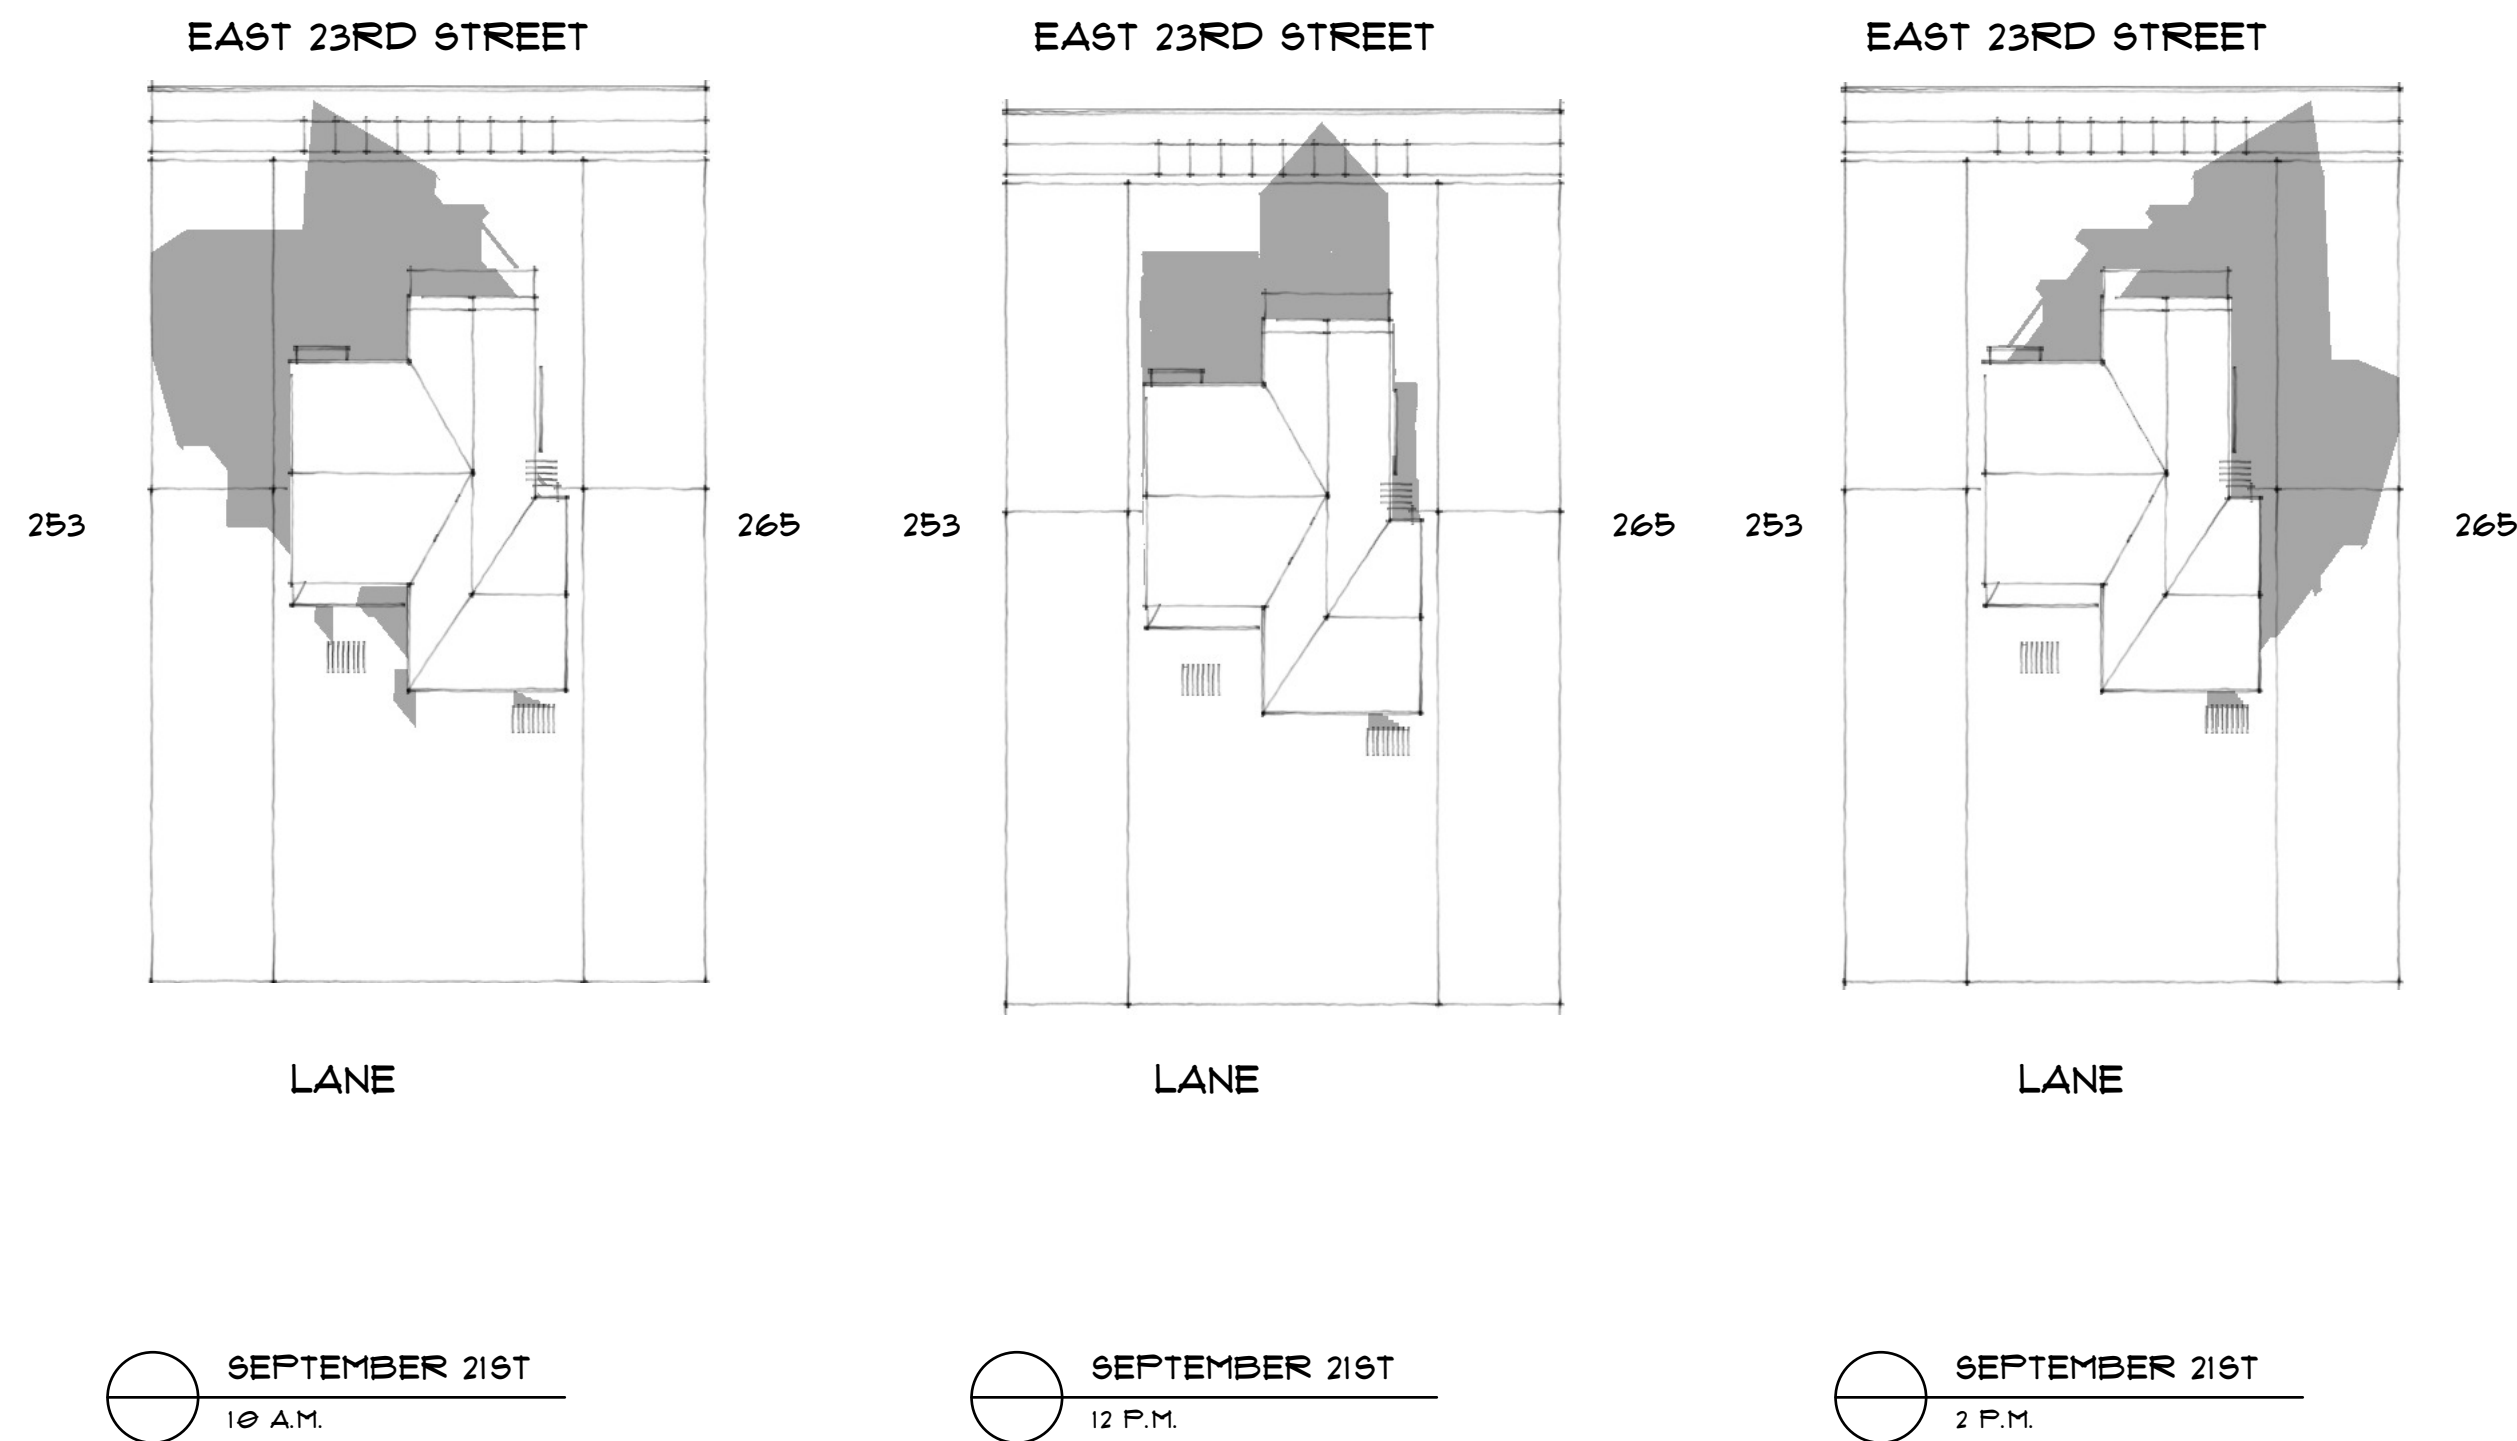 EAST 23RD STREET
EAST 23RD STREET
EAST 23RD STREET
253
265
253
265
253
265
LANE
LANE
LANE
SEPTEMBER 21ST
10 A.M.
SEPTEMBER 21ST
12 P.M.
SEPTEMBER 21ST
2 P.M.